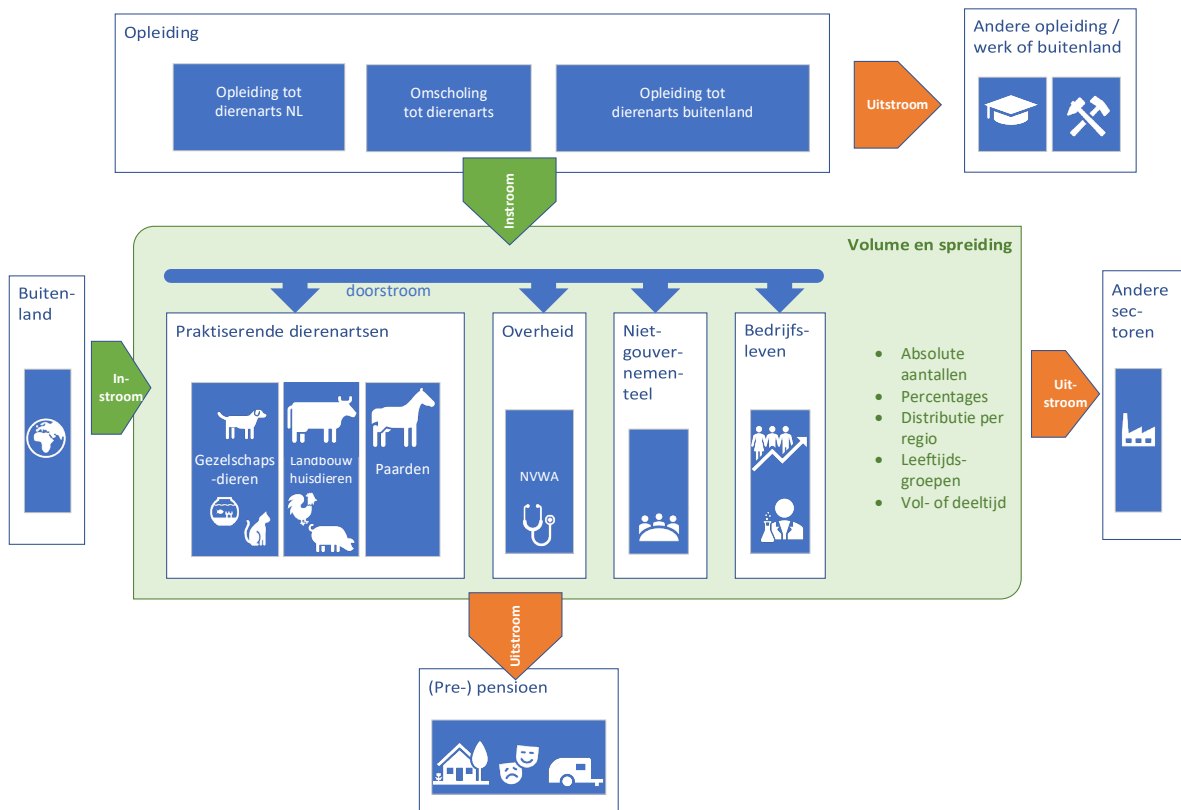 Opleiding
Opleiding tot
dierenarts NL
Omscholing
tot dierenarts
Opleiding tot
dierenarts buitenland
Uitstroom
Andere opleiding /
werk of buitenland
Instroom
Volume en spreiding
doorstroom
Buiten-
land
In-
stroom
Praktiserende dierenartsen
Gezelschaps
-dieren
Landbouw
huisdieren
Paarden
Overheid
NVWA
Niet-
gouver-
nemen-
teel
Bedrijfs-
leven
• Absolute
aantallen
• Percentages
• Distributie per
regio
• Leeftijds-
groepen
• Vol- of deeltijd
Uit-
stroom
Andere
sec-
toren
Uitstroom
(Pre-) pensioen